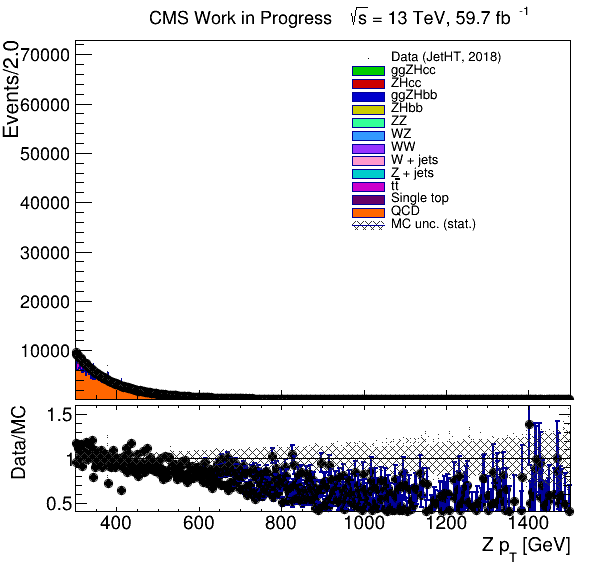 CMS Work in Progress √s = 13 TeV, 59.7 fb⁻¹
Events/2.0
70000
60000
50000
40000
30000
20000
10000
Data (JetHT, 2018)
ggZHcc
ZHcc
ggZHbb
ZHbb
ZZ
WZ
WW
W + jets
Z + jets
tt̅
Single top
QCD
MC unc. (stat.)
Data/MC
1.5
1
0.5
400 600 800 1000 1200 1400
Z p_T [GeV]